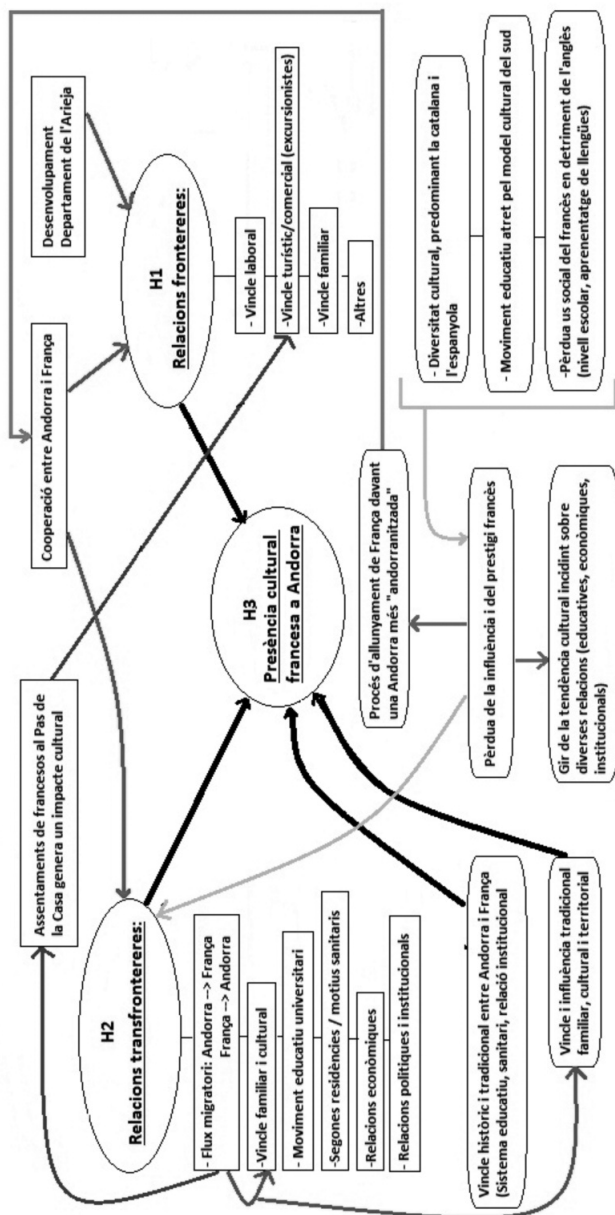 Assentaments de francesos al Pas de
la Casa genera un impacte cultural
Cooperació entre Andorra i França
Desenvolupament
Departament de l'Arieja
H2
Relacions transfrontereres:
H1
Relacions frontereres:
- Flux migratori: Andorra --> França
França --> Andorra
-Vincle familiar i cultural
- Moviment educatiu universitari
-Segones residències / motius sanitaris
-Relacions econòmiques
- Relacions polítiques i institucionals
H3
Presència cultural
francesa a Andorra
- Vincle laboral
-Vincle turístic/comercial (excursionistes)
-Vincle familiar
-Altres
Procés d'allunyament de França davant
una Andorra més "andorranitzada"
Pèrdua de la influència i del prestigi francès
Gir de la tendència cultural incidint sobre
diverses relacions (educatives, econòmiques,
institucionals)
- Diversitat cultural, predominant la catalana i
l'espanyola
- Moviment educatiu atret pel model cultural del sud
-Pèrdua us social del francès en detriment de l'anglès
(nivell escolar, aprenentatge de llengües)
Vincle històric i tradicional entre Andorra i França
(Sistema educatiu, sanitari, relació institucional
Vincle i influència tradicional
familiar, cultural i territorial